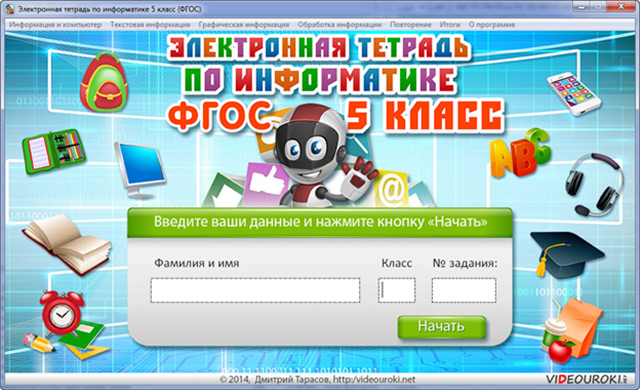 Электронная тетрадь по информатике 5 класс (ФГОС)
Информация и компьютер Текстовая информация Графическая информация Обработка информации Повторение Итоги О программе
ЭЛЕКТРОННАЯ ТЕТРАДЬ
ПО ИНФОРМАТИКЕ
ФГОС 5 КЛАСС
@
ABC
Введите ваши данные и нажмите кнопку «Начать»
Фамилия и имя Класс № задания:
Начать
© 2014, Дмитрий Тарасов, http://videouroki.net
VIDEOUROKI